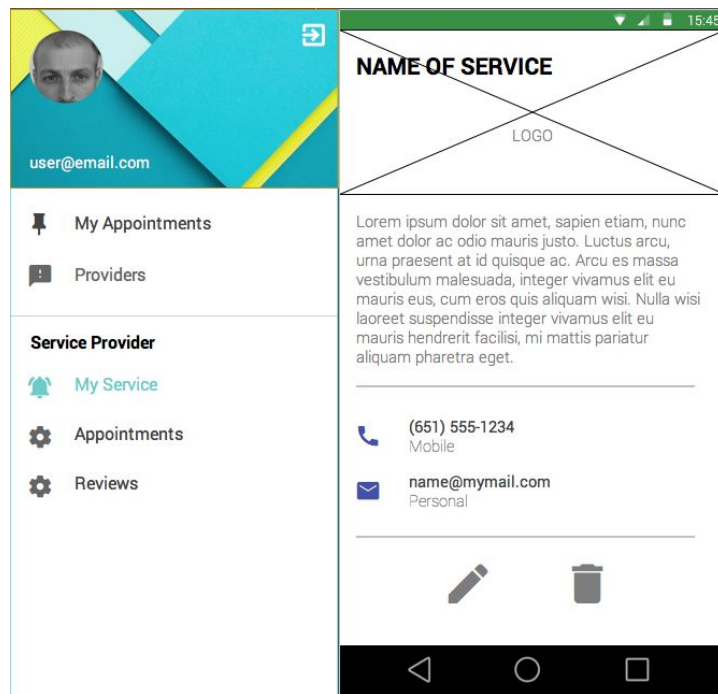 user@email.com
My Appointments
Providers
Service Provider
My Service
Appointments
Reviews
15:45
NAME OF SERVICE
LOGO
Lorem ipsum dolor sit amet, sapien etiam, nunc
amet dolor ac odio mauris justo. Luctus arcu,
urna praesent at id quisque ac. Arcu es massa
vestibulum malesuada, integer vivamus elit eu
mauris eus, cum eros quis aliquam wisi. Nulla wisi
laoreet suspendisse integer vivamus elit eu
mauris hendrerit facilisi, mi mattis pariatur
aliquam pharetra eget.
(651) 555-1234
Mobile
name@mymail.com
Personal